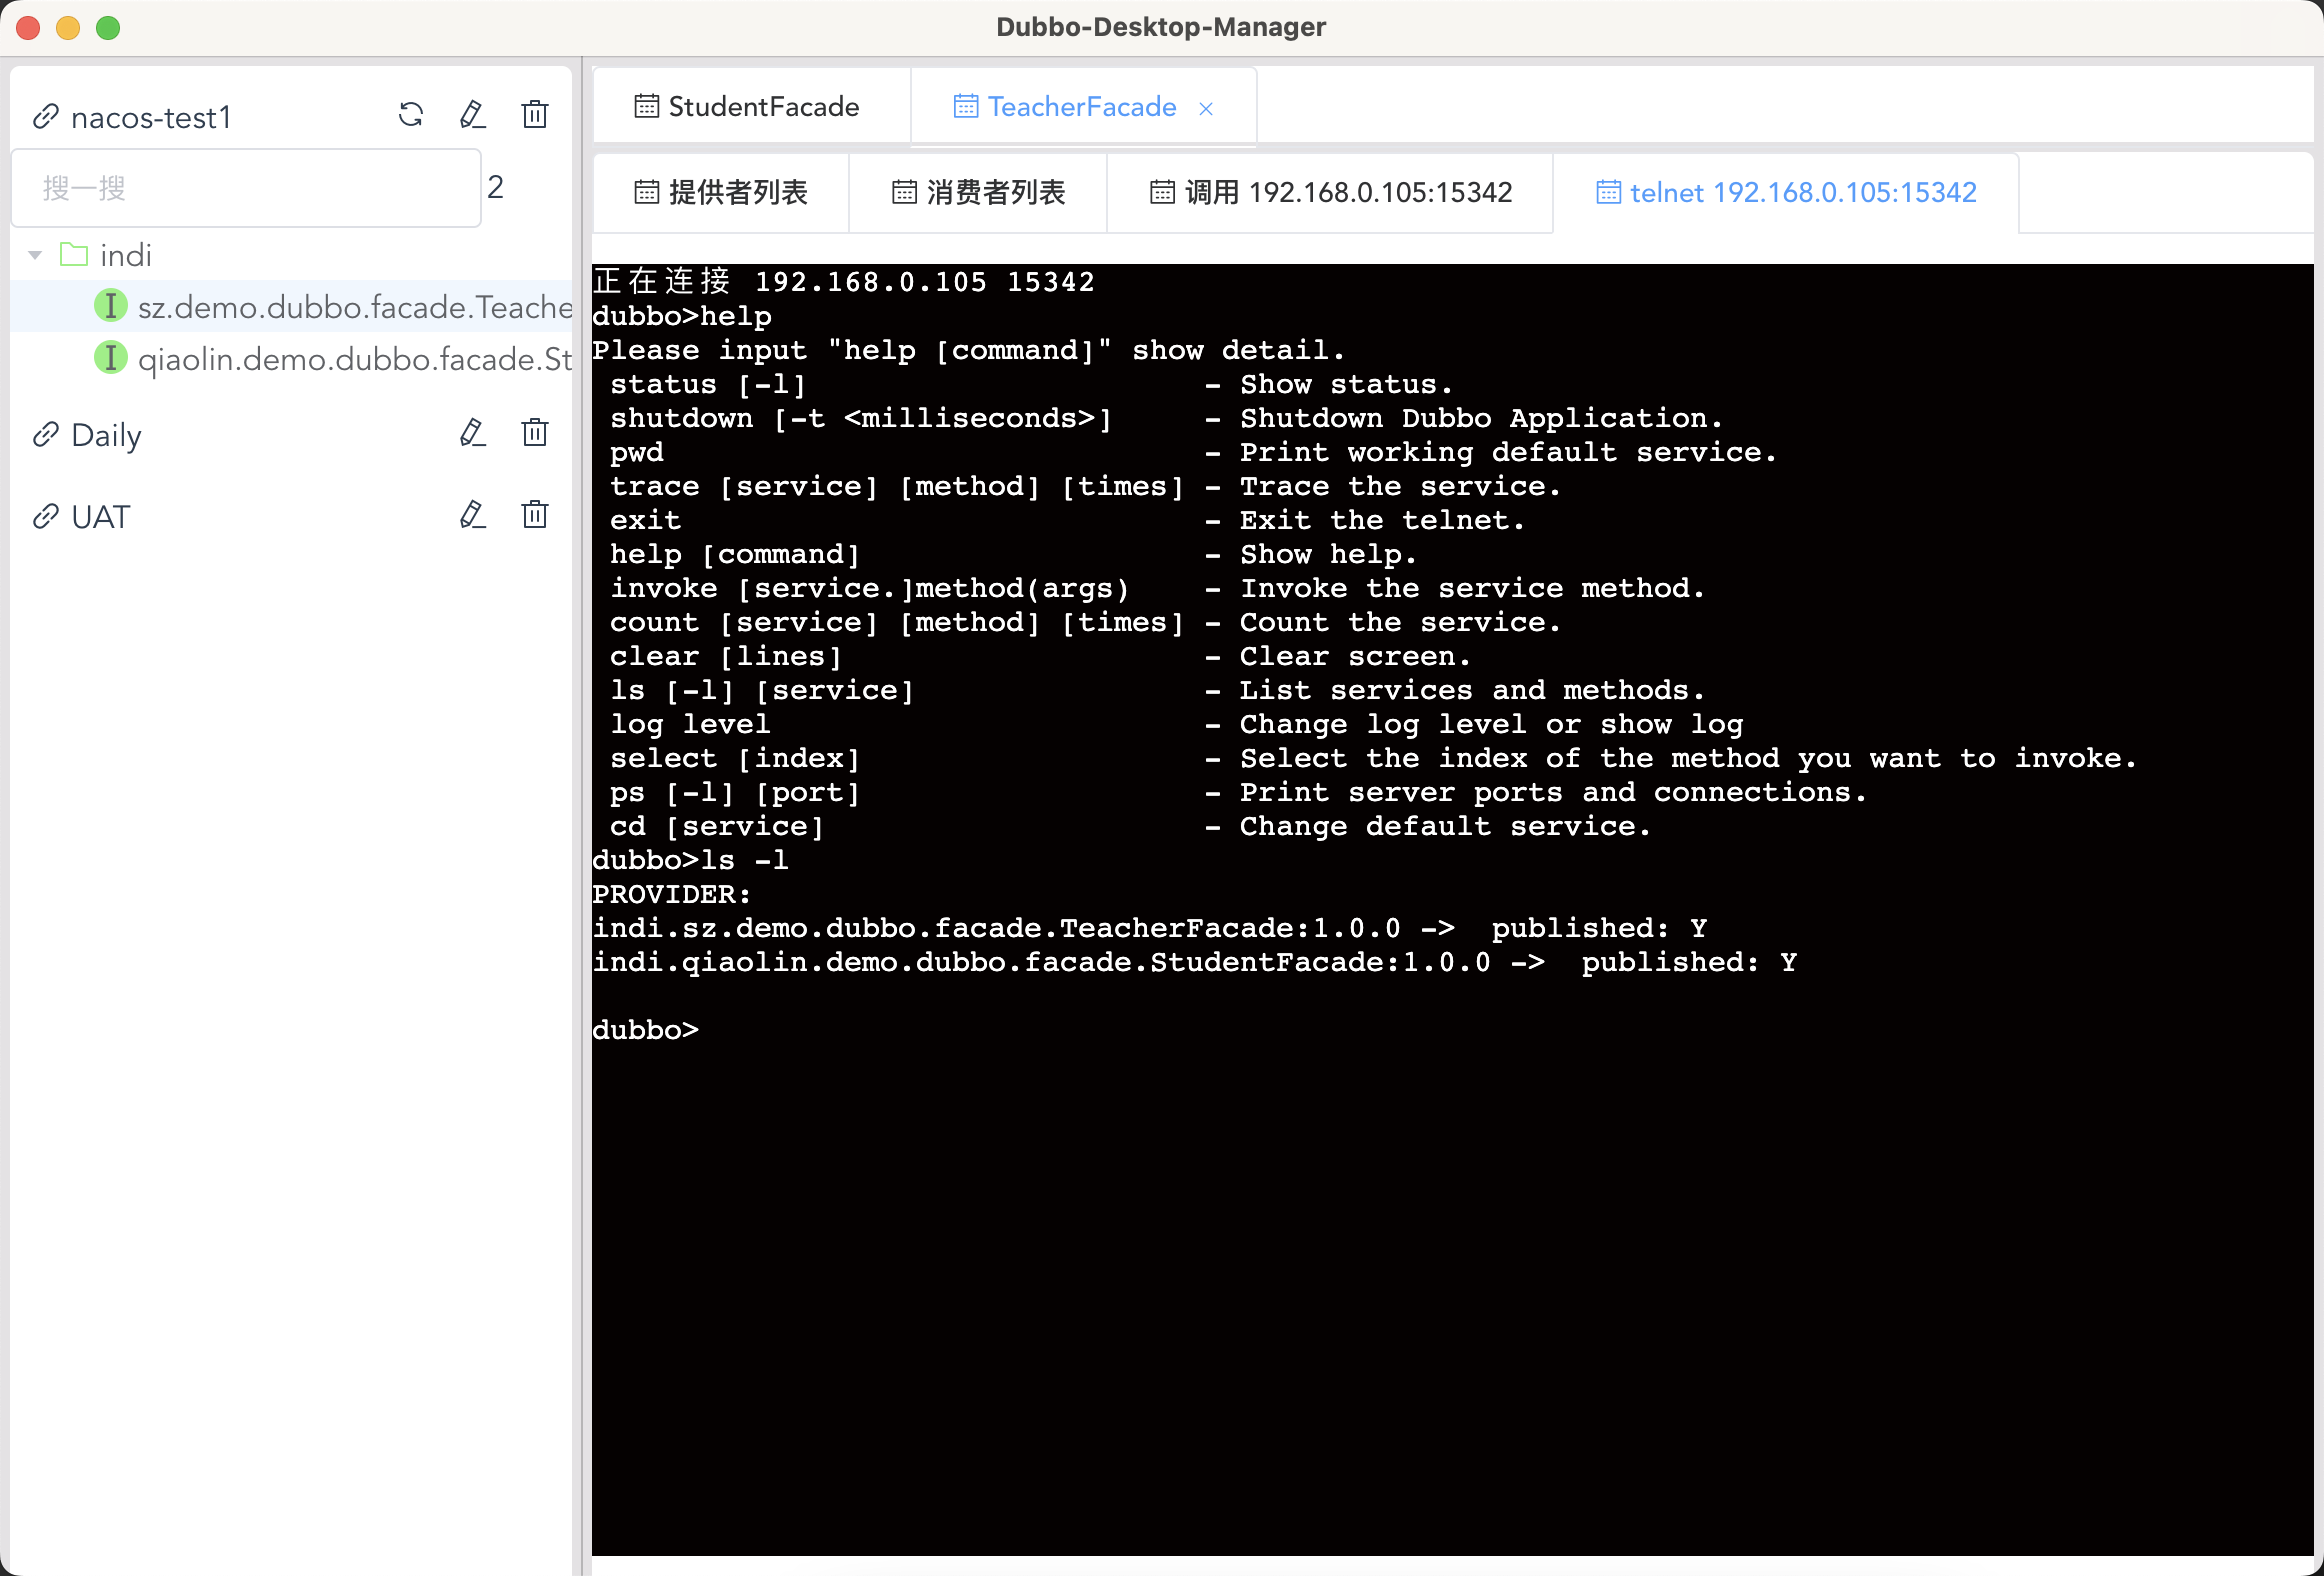 Dubbo-Desktop-Manager
nacos-test1
搜一搜
2
indi
sz.demo.dubbo.facade.Teache
qiaolin.demo.dubbo.facade.St
Daily
UAT
StudentFacade
TeacherFacade
提供者列表
消费者列表
调用 192.168.0.105:15342
telnet 192.168.0.105:15342
正在连接 192.168.0.105 15342
dubbo>help
Please input "help [command]" show detail.
status [-l] - Show status.
shutdown [-t <milliseconds>] - Shutdown Dubbo Application.
pwd - Print working default service.
trace [service] [method] [times] - Trace the service.
exit - Exit the telnet.
help [command] - Show help.
invoke [service.]method(args) - Invoke the service method.
count [service] [method] [times] - Count the service.
clear [lines] - Clear screen.
ls [-l] [service] - List services and methods.
log level - Change log level or show log
select [index] - Select the index of the method you want to invoke.
ps [-l] [port] - Print server ports and connections.
cd [service] - Change default service.
dubbo>ls -l
PROVIDER:
indi.sz.demo.dubbo.facade.TeacherFacade:1.0.0 ->  published: Y
indi.qiaolin.demo.dubbo.facade.StudentFacade:1.0.0 ->  published: Y
dubbo>